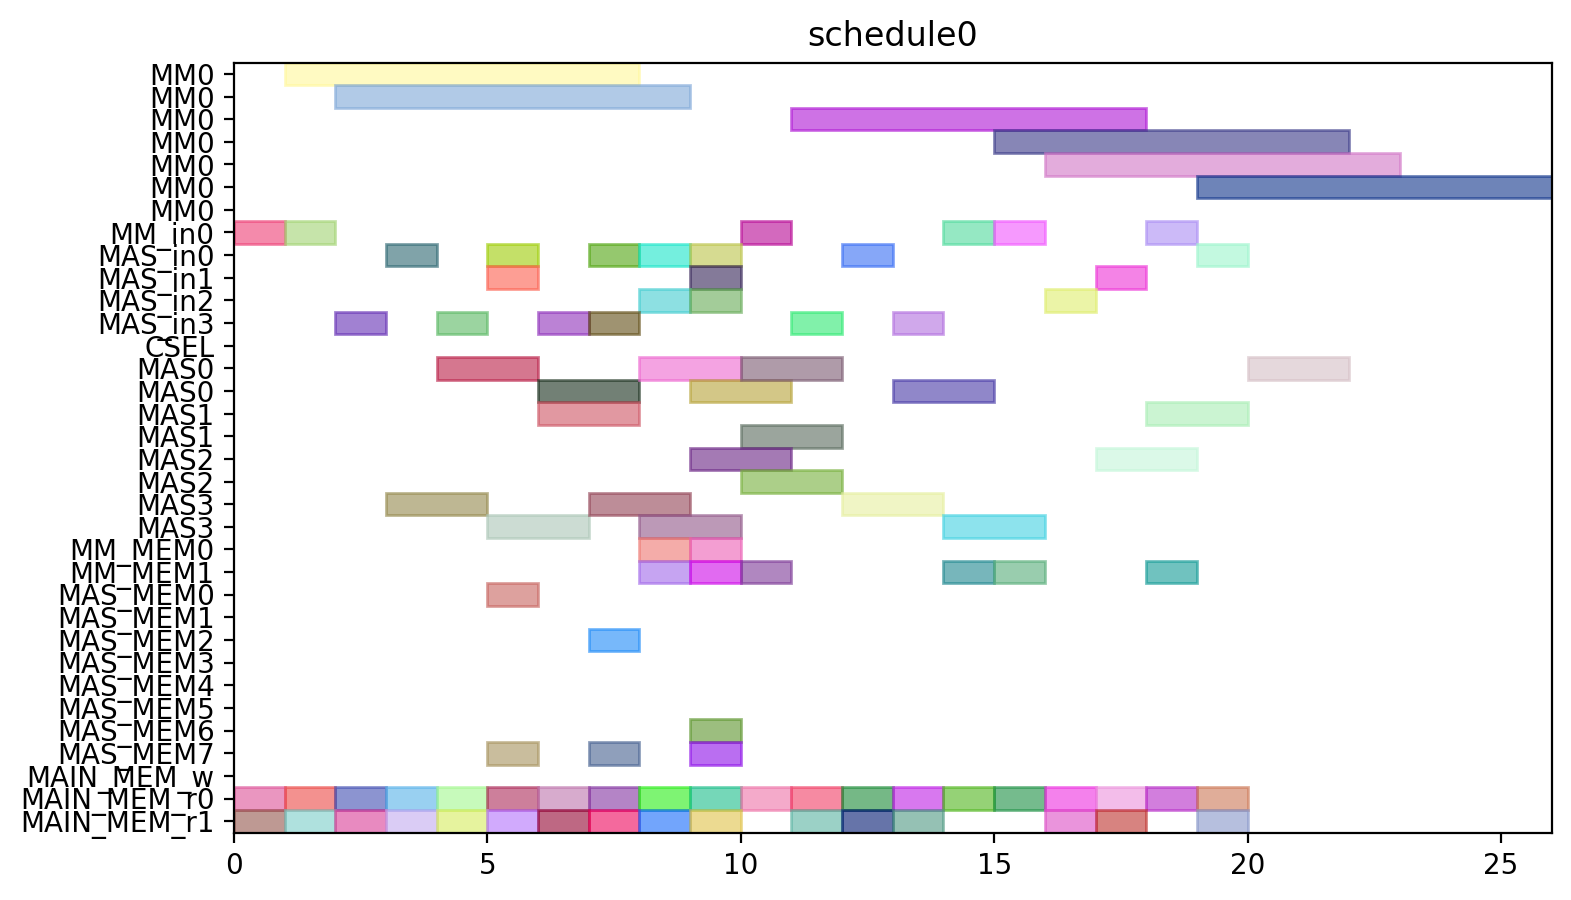 schedule0
MM0
MM0
MM0
MM0
MM0
MM0
MM0
MM_in0
MAS_in0
MAS_in1
MAS_in2
MAS_in3
CSEL
MAS0
MAS0
MAS1
MAS1
MAS2
MAS2
MAS3
MAS3
MM_MEM0
MM_MEM1
MAS_MEM0
MAS_MEM1
MAS_MEM2
MAS_MEM3
MAS_MEM4
MAS_MEM5
MAS_MEM6
MAS_MEM7
MAIN_MEM_w
MAIN_MEM_r0
MAIN_MEM_r1
0 5 10 15 20 25